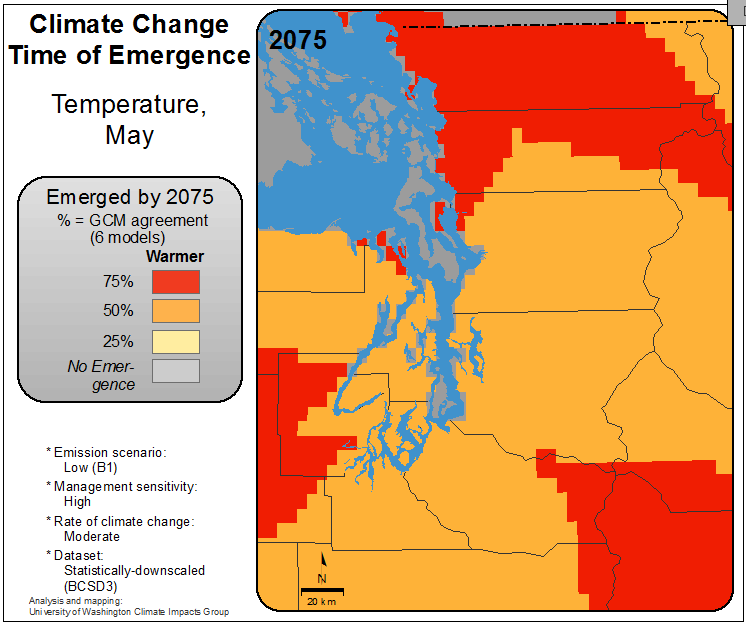 Climate Change
Time of Emergence
Temperature,
May
Emerged by 2075
% = GCM agreement
(6 models)
Warmer
75%
50%
25%
No Emer-
gence
* Emission scenario:
Low (B1)
* Management sensitivity:
High
* Rate of climate change:
Moderate
* Dataset:
Statistically-downscaled
(BCSD3)
Analysis and mapping:
University of Washington Climate Impacts Group
2075
N
20 km